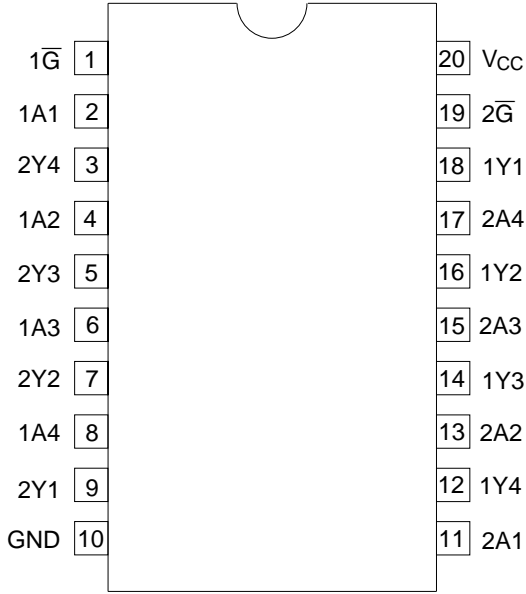 1G̅ 1 20 VCC
1A1 2 19 2G̅
2Y4 3 18 1Y1
1A2 4 17 2A4
2Y3 5 16 1Y2
1A3 6 15 2A3
2Y2 7 14 1Y3
1A4 8 13 2A2
2Y1 9 12 1Y4
GND 10 11 2A1